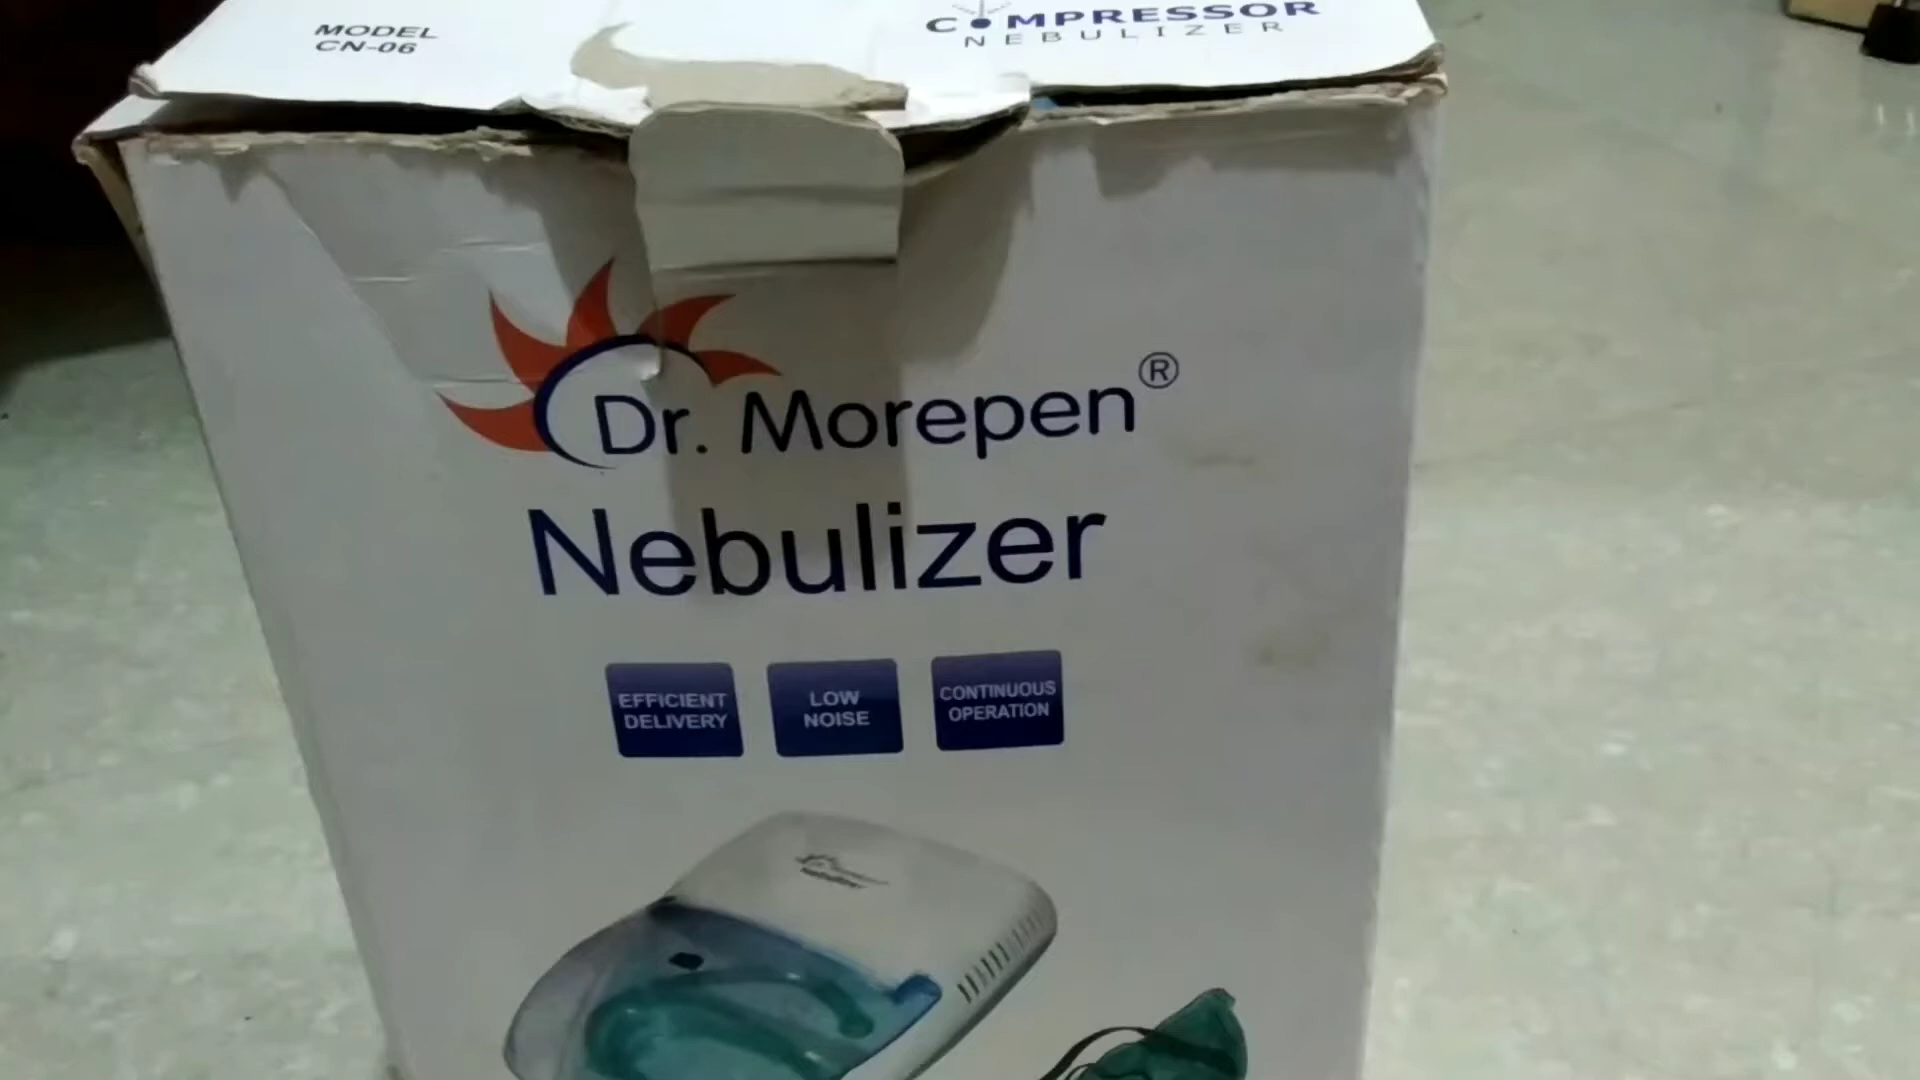 MODEL
CN-06
COMPRESSOR
NEBULIZER
Dr. Morepen®
Nebulizer
EFFICIENT
DELIVERY
LOW
NOISE
CONTINUOUS
OPERATION